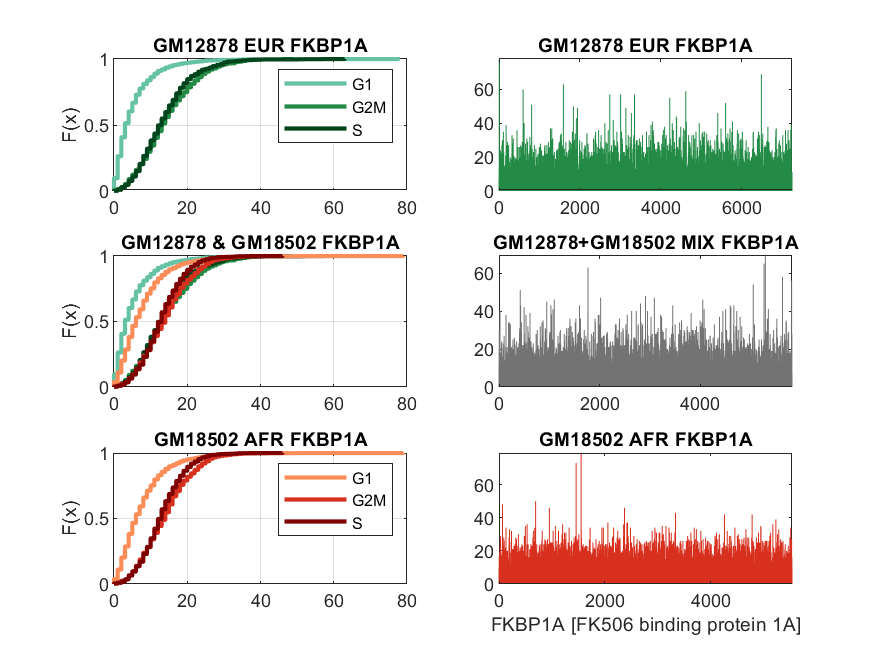 GM12878 EUR FKBP1A
1
0.5
0
F(x)
0 20 40 60 80
G1
G2M
S
GM12878 EUR FKBP1A
60
40
20
0
0 2000 4000 6000
GM12878 & GM18502 FKBP1A
1
0.5
0
F(x)
0 20 40 60 80
GM12878+GM18502 MIX FKBP1A
60
40
20
0
0 2000 4000
GM18502 AFR FKBP1A
1
0.5
0
F(x)
0 20 40 60 80
G1
G2M
S
GM18502 AFR FKBP1A
60
40
20
0
0 2000 4000
FKBP1A [FK506 binding protein 1A]